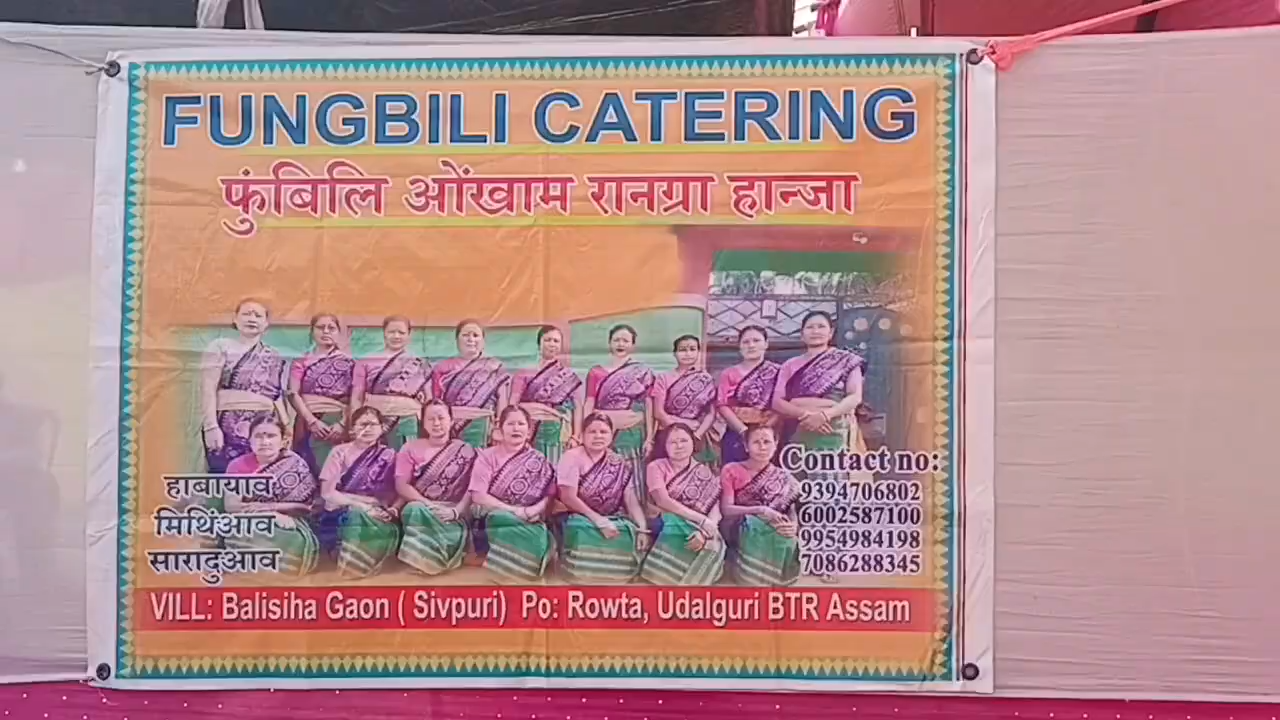 FUNGBILI CATERING
फुंबिलि ओंखाम रानग्रा हान्जा
हाबायाव
मिथिंआव
सारादुआव
Contact no:
9394706802
6002587100
9954984198
7086288345
VILL: Balisiha Gaon ( Sivpuri) Po: Rowta, Udalguri BTR Assam